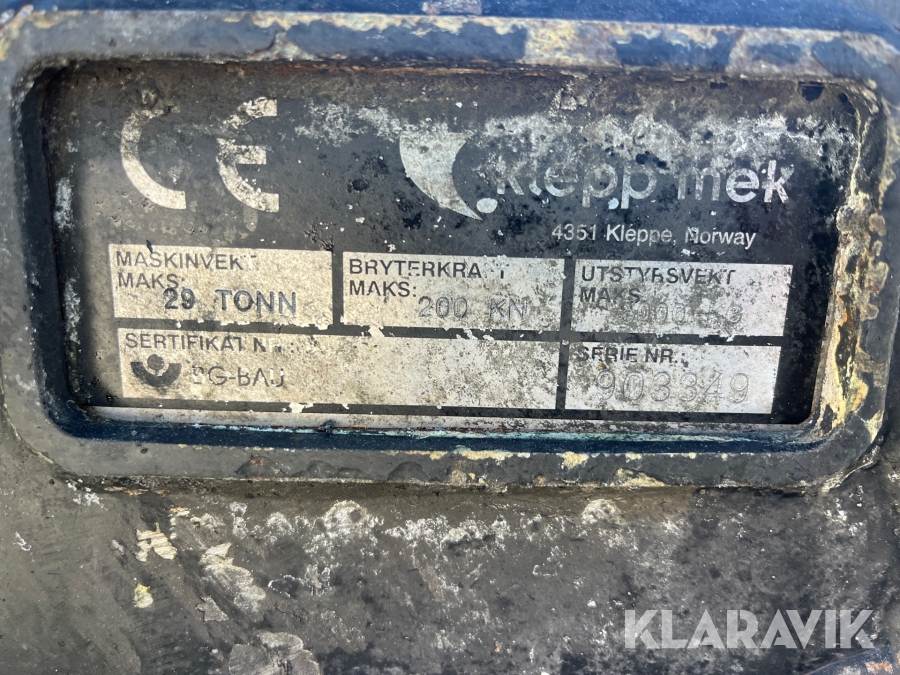 CE
klepp mek
4351 Kleppe, Norway
MASKINVEKT
MAKS:
29 TONN
BRYTERKRAFT
MAKS:
200 KN
UTSTYRSVEKT
MAKS:
SERTIFIKAT NR.:
BG-BAU
SERIE NR.:
903349
KLARAVIK